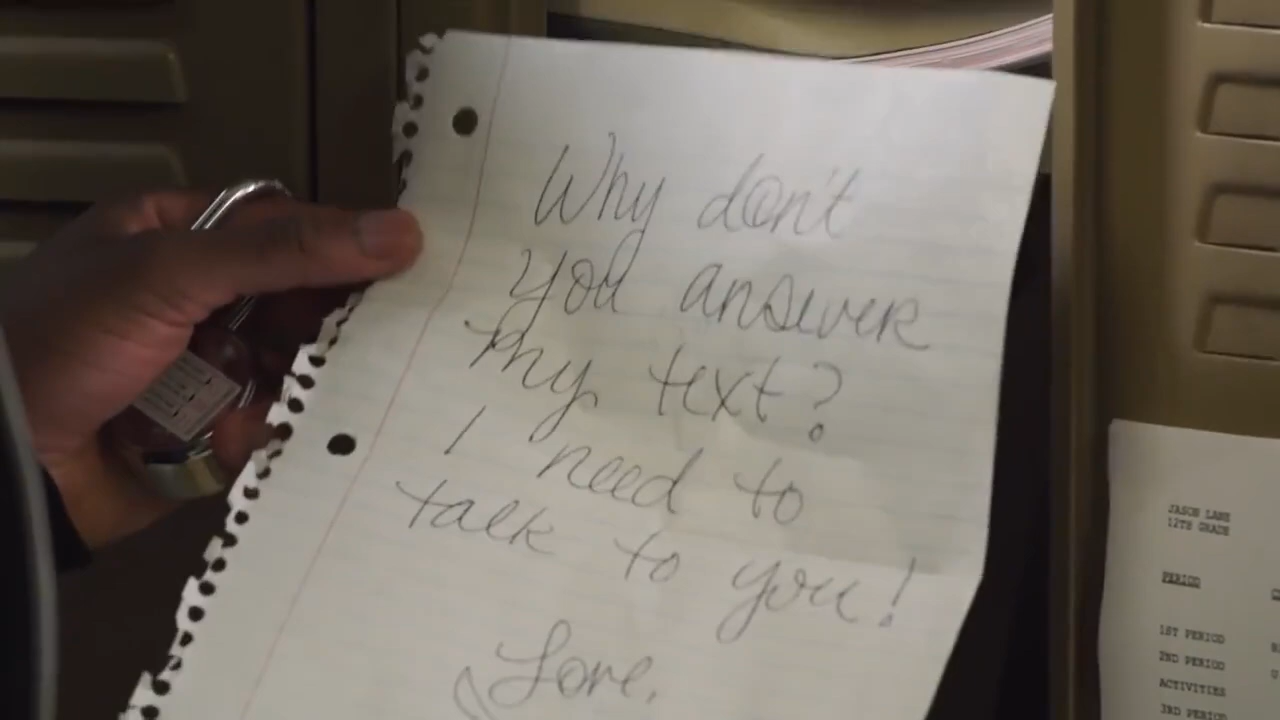 Why don't
you answer
my text?
I need to
talk to you!
Love,
JASON LANE
12TH GRADE
PERIOD
1ST PERIOD
2ND PERIOD
ACTIVITIES
3RD PERIOD